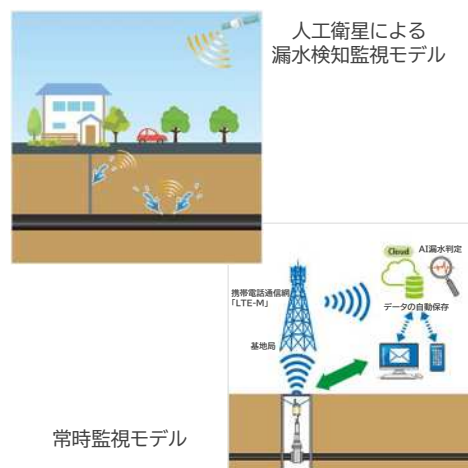 人工衛星による
漏水検知監視モデル
Cloud
AI漏水判定
携帯電話通信網
「LTE-M」
データの自動保存
基地局
常時監視モデル